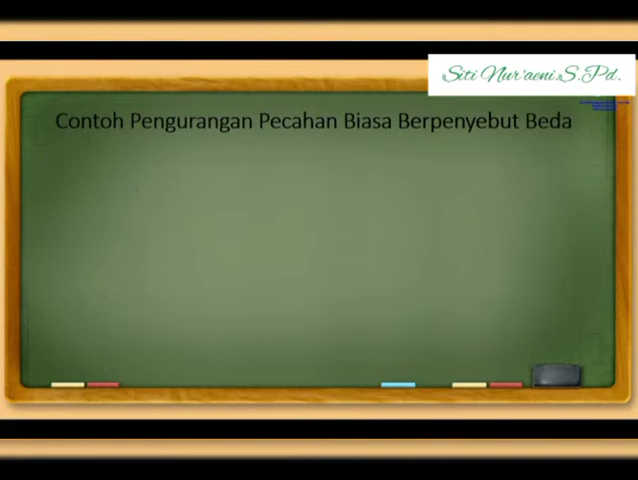 Siti Nur'aeni.S.Pd.
Contoh Pengurangan Pecahan Biasa Berpenyebut Beda